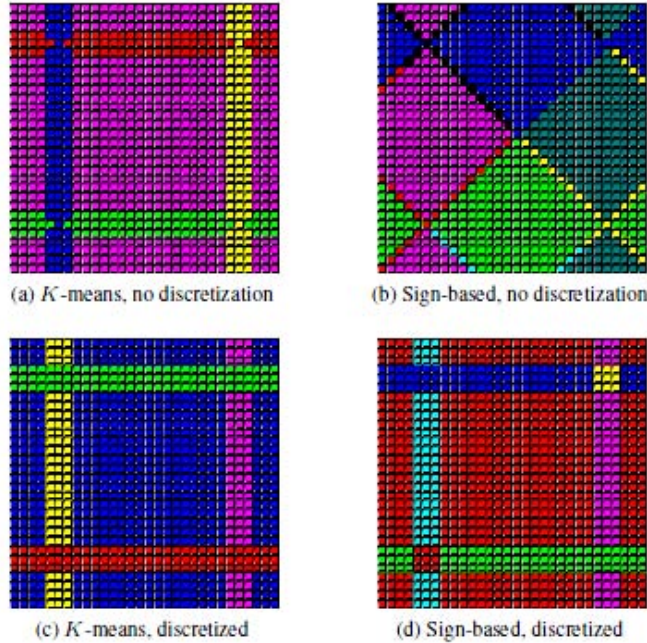 (a) K-means, no discretization
(b) Sign-based, no discretization
(c) K-means, discretized
(d) Sign-based, discretized